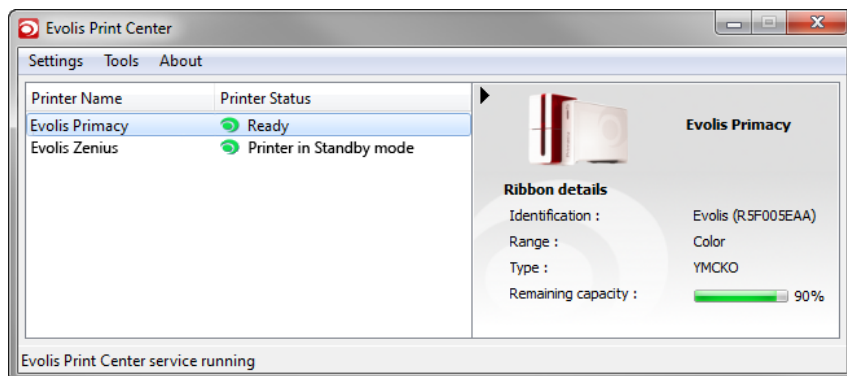 Evolis Print Center
Settings Tools About
Printer Name Printer Status
Evolis Primacy Ready
Evolis Zenius Printer in Standby mode
Evolis Primacy
Ribbon details
Identification : Evolis (R5F005EAA)
Range : Color
Type : YMCKO
Remaining capacity : 90%
Evolis Print Center service running